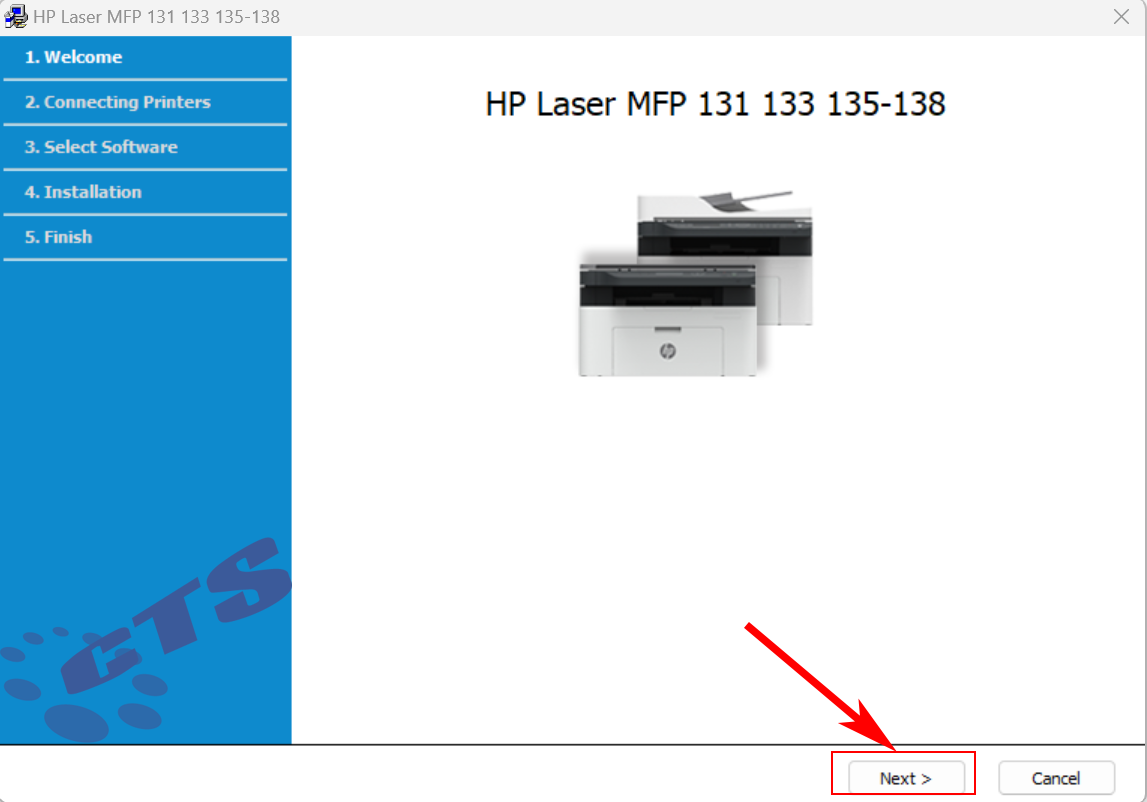 HP Laser MFP 131 133 135-138
1. Welcome
2. Connecting Printers
3. Select Software
4. Installation
5. Finish
HP Laser MFP 131 133 135-138
hp
CTS
Next >
Cancel